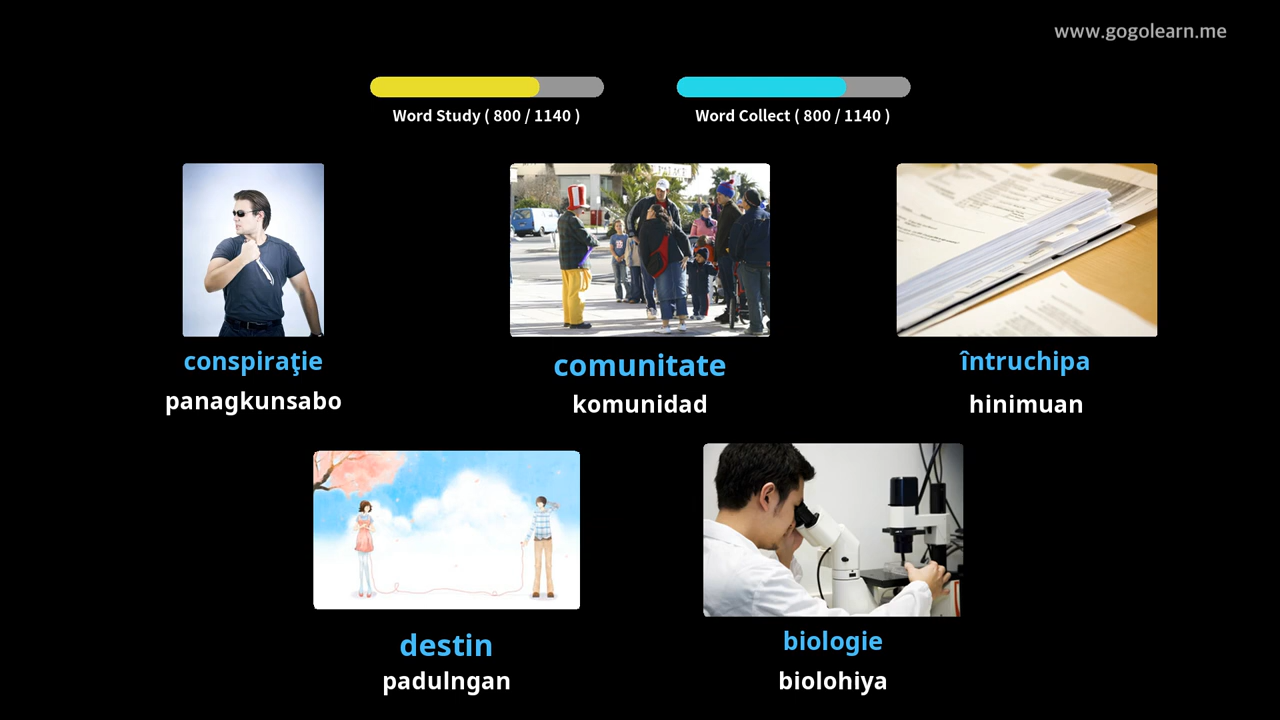 www.gogolearn.me
Word Study ( 800 / 1140 )
Word Collect ( 800 / 1140 )
conspiraţie
panagkunsabo
comunitate
komunidad
întruchipa
hinimuan
destin
padulngan
biologie
biolohiya